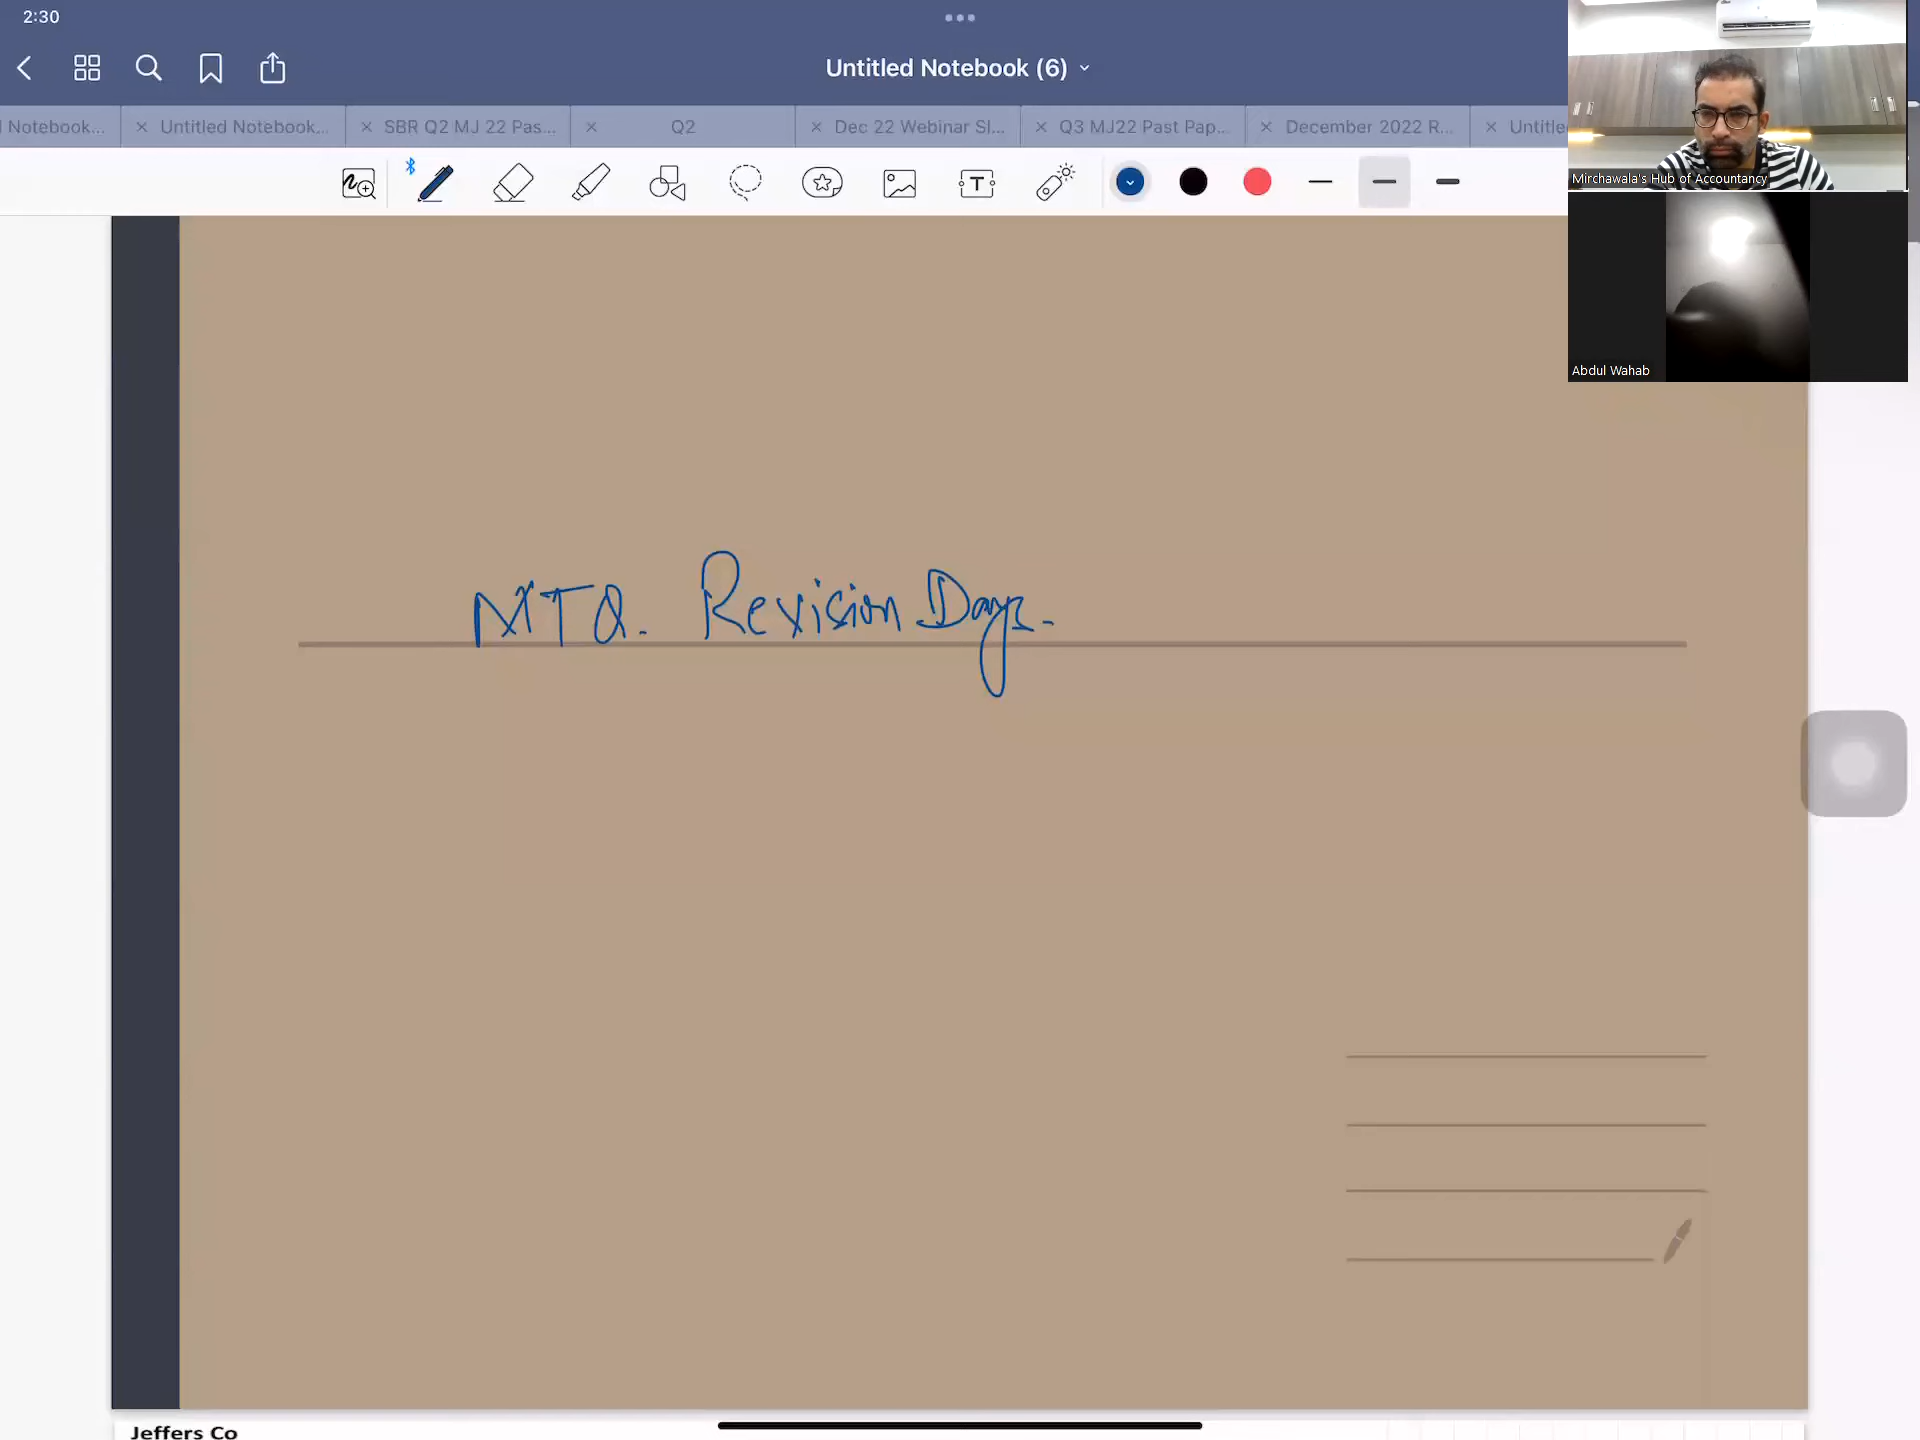 2:30
Untitled Notebook (6)
l Notebook...
Untitled Notebook...
SBR Q2 MJ 22 Pas...
Q2
Dec 22 Webinar Sl...
Q3 MJ22 Past Pap...
December 2022 R...
Untitle
T
Mirchawala's Hub of Accountancy
Abdul Wahab
MTQ. Revision Days.
Jeffers Co